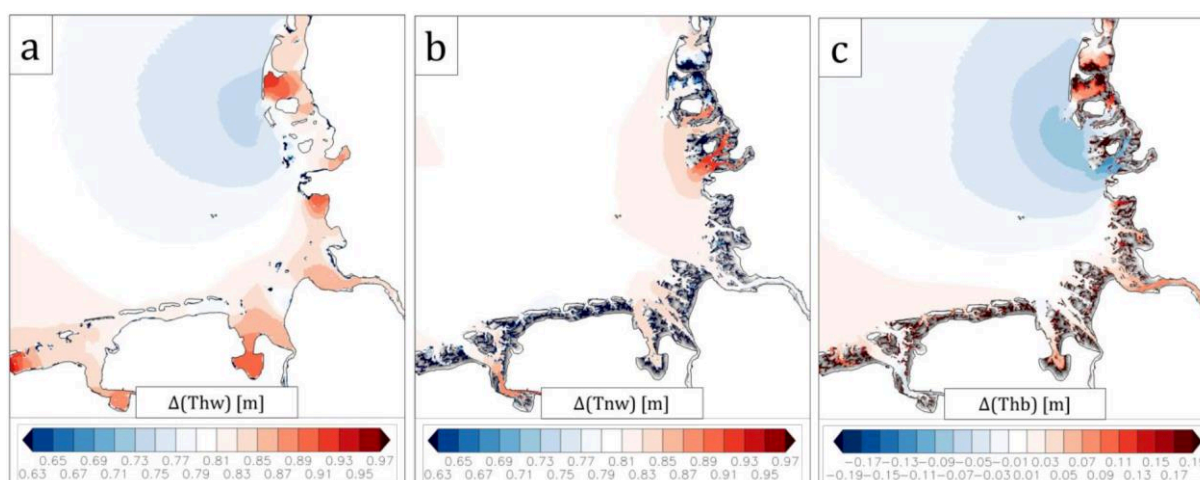 a
b
c
Δ(Thw) [m]
Δ(Tnw) [m]
Δ(Thb) [m]
0.65 0.69 0.73 0.77 0.81 0.85 0.89 0.93 0.97
0.63 0.67 0.71 0.75 0.79 0.83 0.87 0.91 0.95
0.65 0.69 0.73 0.77 0.81 0.85 0.89 0.93 0.97
0.63 0.67 0.71 0.75 0.79 0.83 0.87 0.91 0.95
−0.17−0.13−0.09−0.05−0.01 0.03 0.07 0.11 0.15 0.19
−0.19−0.15−0.11−0.07−0.03 0.01 0.05 0.09 0.13 0.17